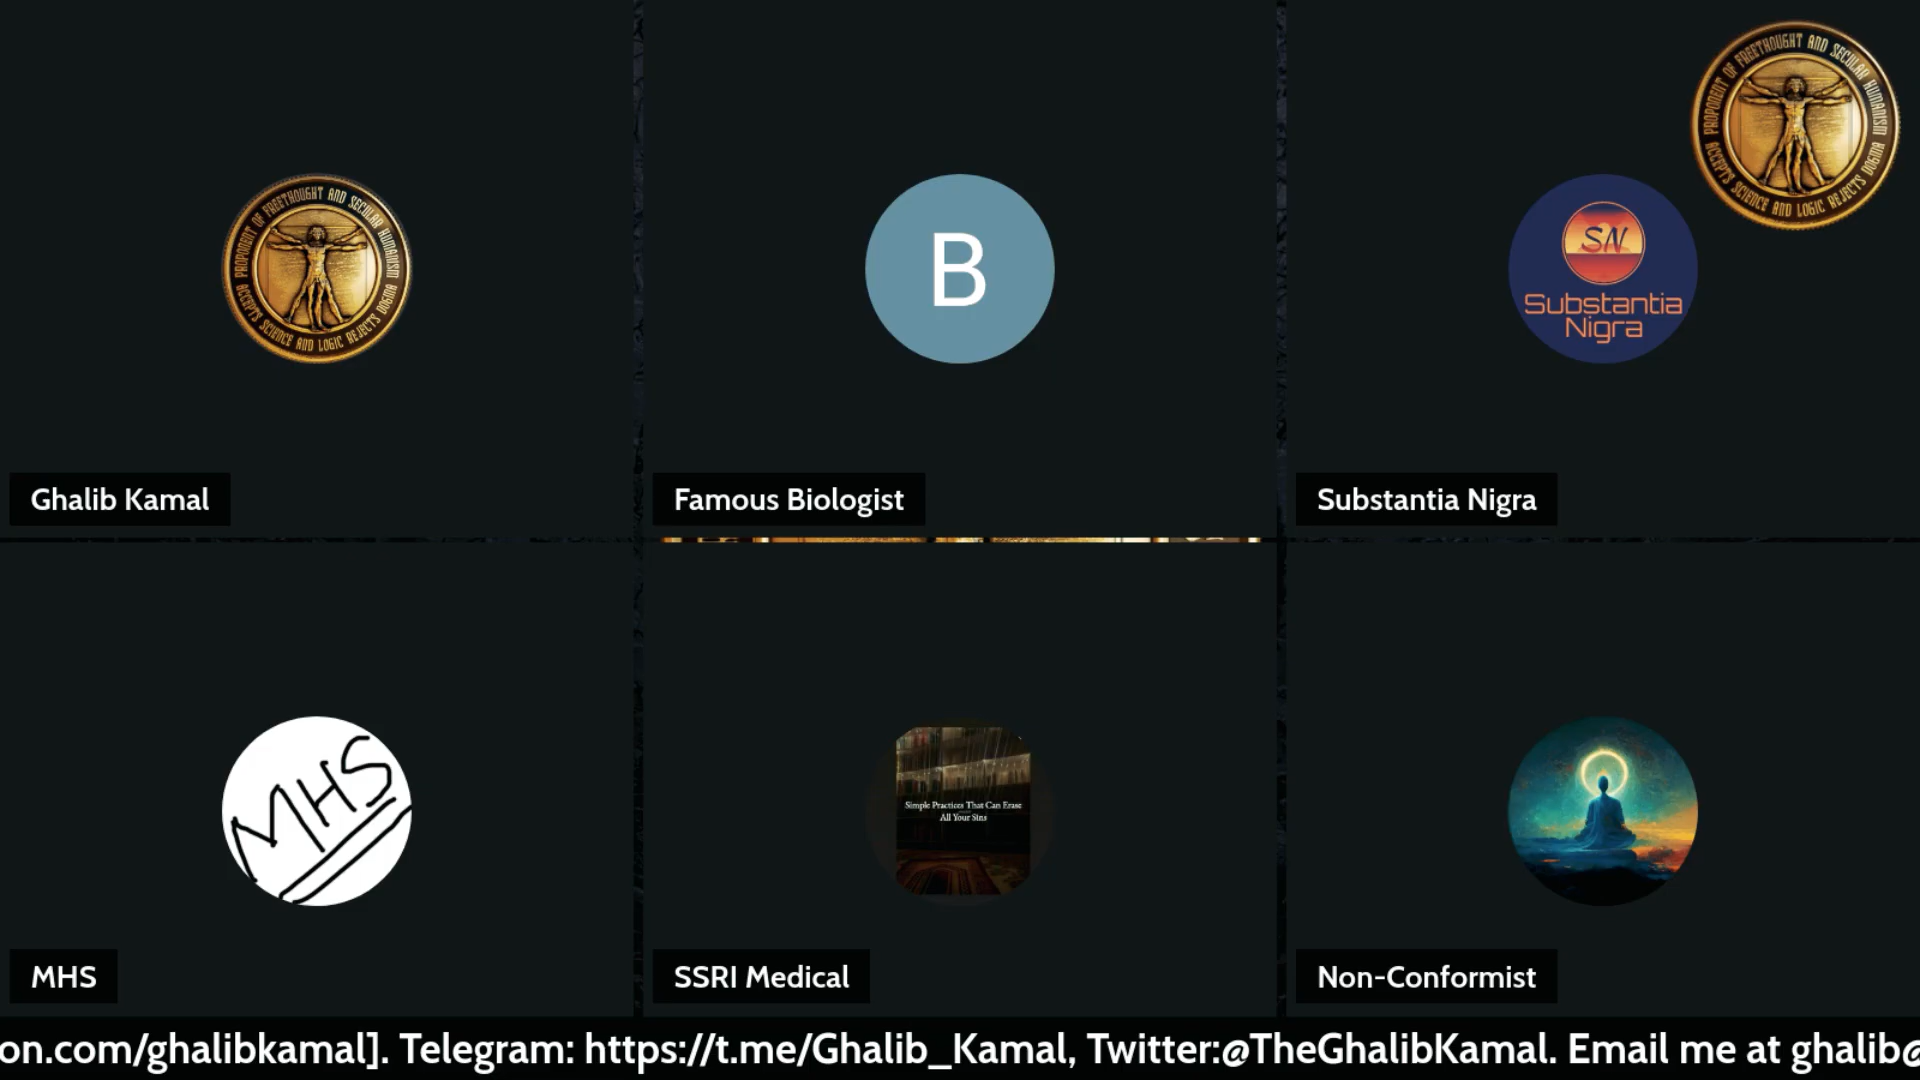 PROPONENT OF FREETHOUGHT AND SECULAR HUMANISM
ACCEPTS SCIENCE AND LOGIC REJECTS DOGMA
Ghalib Kamal
B
Famous Biologist
SN
Substantia
Nigra
Substantia Nigra
PROPONENT OF FREETHOUGHT AND SECULAR HUMANISM
ACCEPTS SCIENCE AND LOGIC REJECTS DOGMA
MHS
MHS
Simple Practices That Can Erase
All Your Sins
SSRI Medical
Non-Conformist
on.com/ghalibkamal]. Telegram: https://t.me/Ghalib_Kamal, Twitter:@TheGhalibKamal. Email me at ghalib@